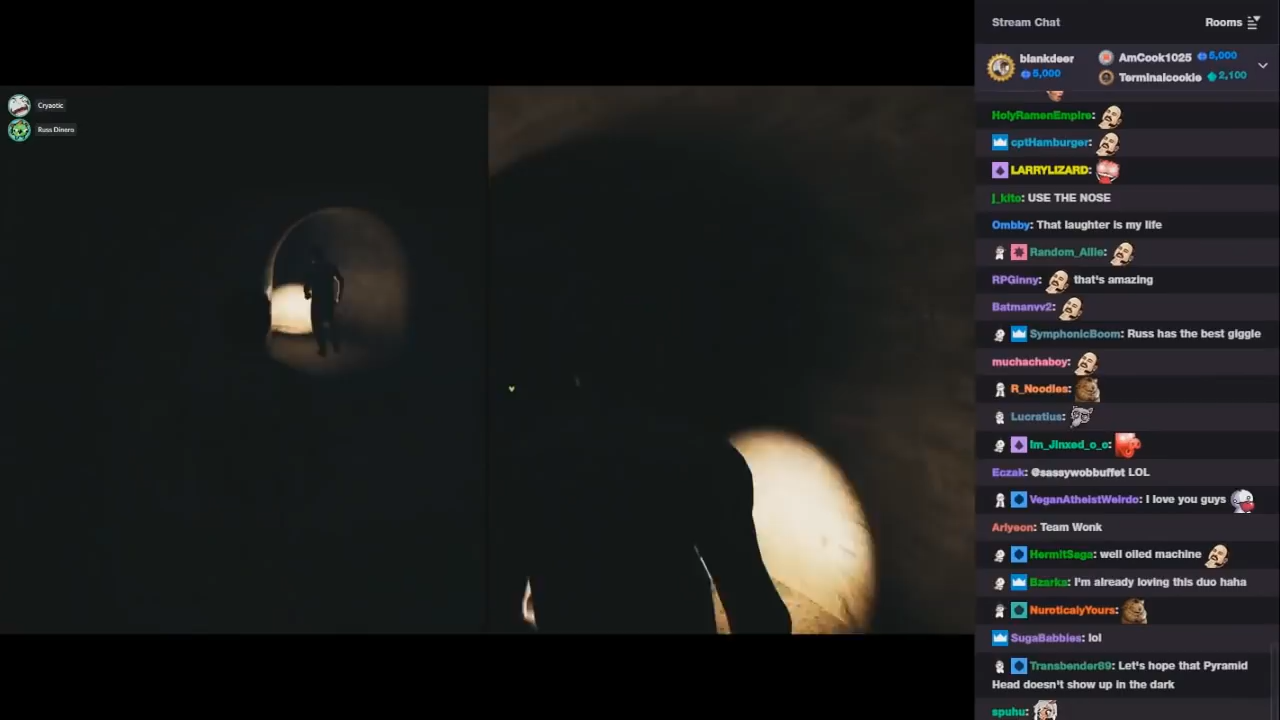 Cryaotic
Russ Dinero
Stream Chat
Rooms
blankdeer
5,000
AmCook1025 5,000
Terminalcookie 2,100
HolyRamenEmpire:
cptHamburger:
LARRYLIZARD:
j_kito: USE THE NOSE
Ombby: That laughter is my life
Random_Allie:
RPGinny: that's amazing
Batmanvv2:
SymphonicBoom: Russ has the best giggle
muchachaboy:
R_Noodles:
Lucratius:
Im_Jinxed_o_o:
Eczak: @sassywobbuffet LOL
VeganAtheistWeirdo: I love you guys
Arlyeon: Team Wonk
HermitSega: well oiled machine
Bzarka: I'm already loving this duo haha
NuroticalyYours:
SugaBabbies: lol
Transbender89: Let's hope that Pyramid
Head doesn't show up in the dark
spuhu: